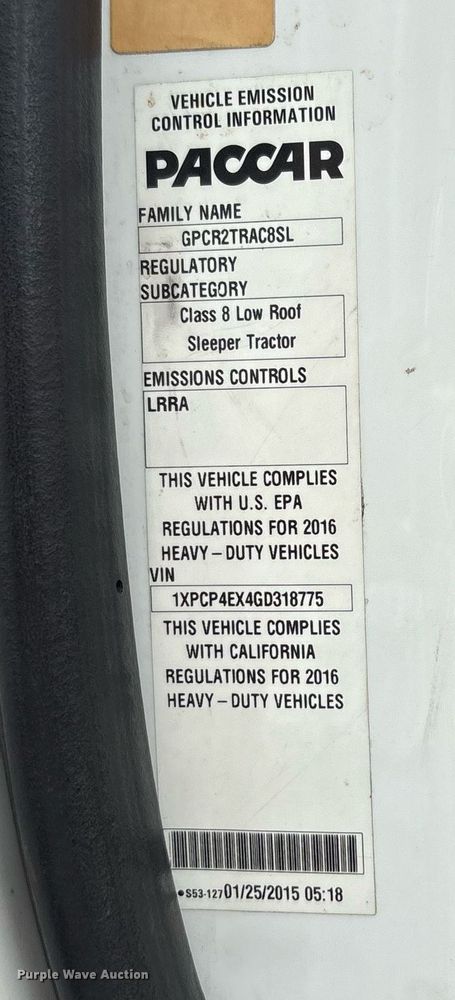 VEHICLE EMISSION
CONTROL INFORMATION
PACCAR
FAMILY NAME
GPCR2TRAC8SL
REGULATORY
SUBCATEGORY
Class 8 Low Roof
Sleeper Tractor
EMISSIONS CONTROLS
LRRA
THIS VEHICLE COMPLIES
WITH U.S. EPA
REGULATIONS FOR 2016
HEAVY – DUTY VEHICLES
VIN
1XPCP4EX4GD318775
THIS VEHICLE COMPLIES
WITH CALIFORNIA
REGULATIONS FOR 2016
HEAVY – DUTY VEHICLES
•S53-127 01/25/2015 05:18
Purple Wave Auction